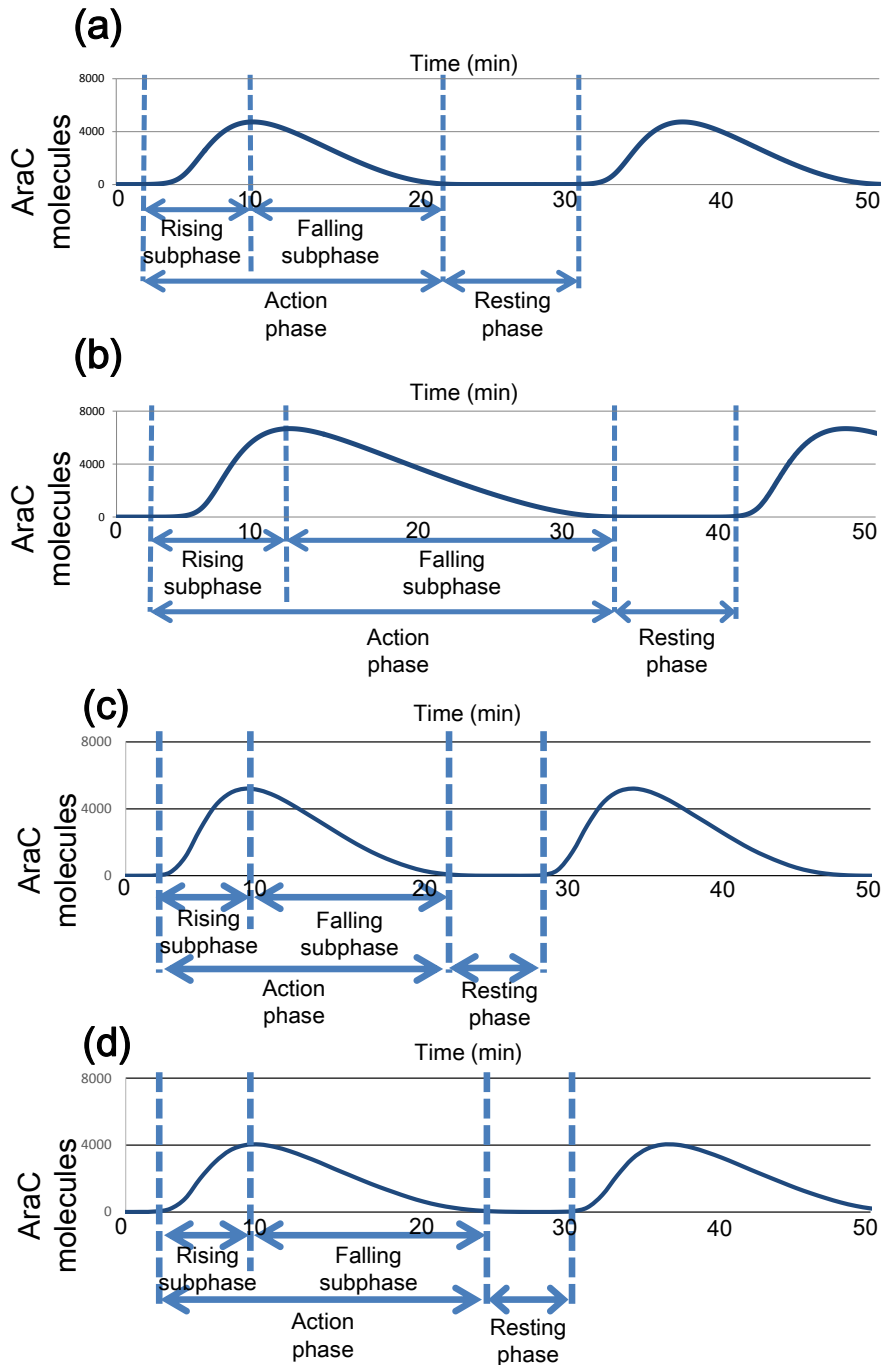 (a)
Time (min)
8000
4000
0
AraC
molecules
0 10 20 30 40 50
Rising
subphase
Falling
subphase
Action
phase
Resting
phase
(b)
Time (min)
8000
4000
0
AraC
molecules
0 10 20 30 40 50
Rising
subphase
Falling
subphase
Action
phase
Resting
phase
(c)
Time (min)
8000
4000
0
AraC
molecules
0 10 20 30 40 50
Rising
subphase
Falling
subphase
Action
phase
Resting
phase
(d)
Time (min)
8000
4000
0
AraC
molecules
0 10 20 30 40 50
Rising
subphase
Falling
subphase
Action
phase
Resting
phase